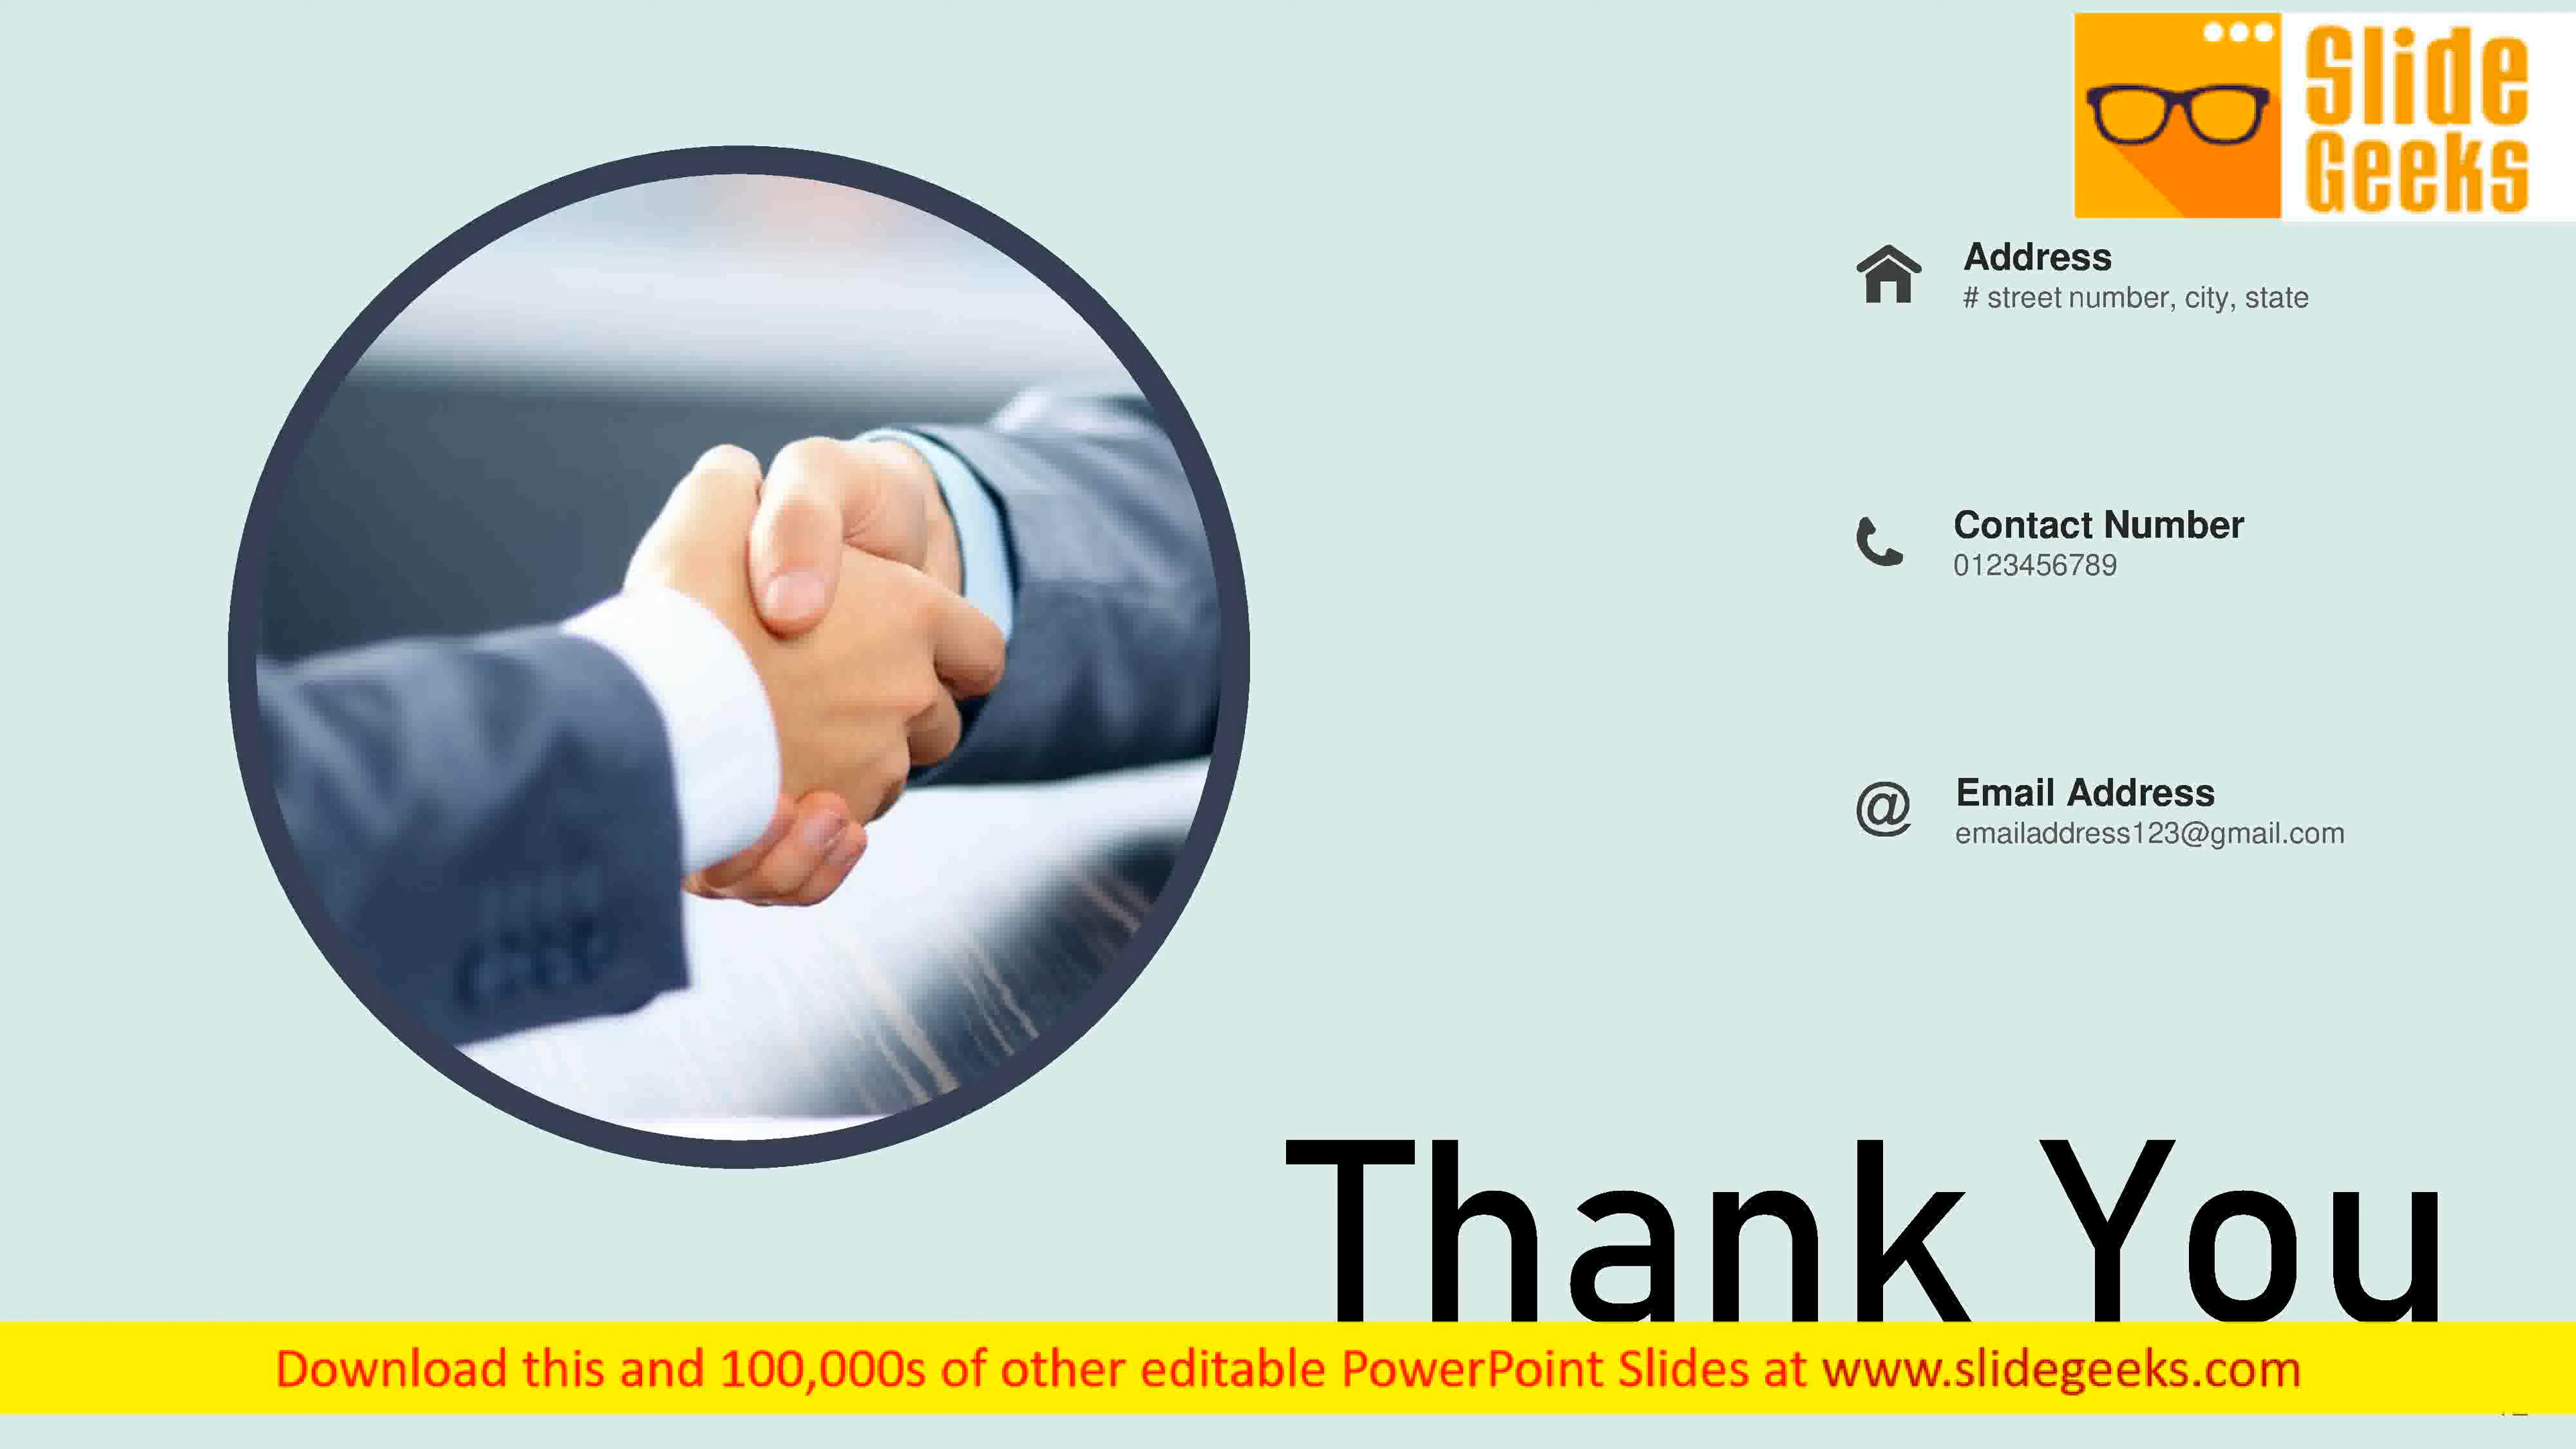 Slide
Geeks
Address
# street number, city, state
Contact Number
0123456789
@
Email Address
emailaddress123@gmail.com
Thank You
Download this and 100,000s of other editable PowerPoint Slides at www.slidegeeks.com